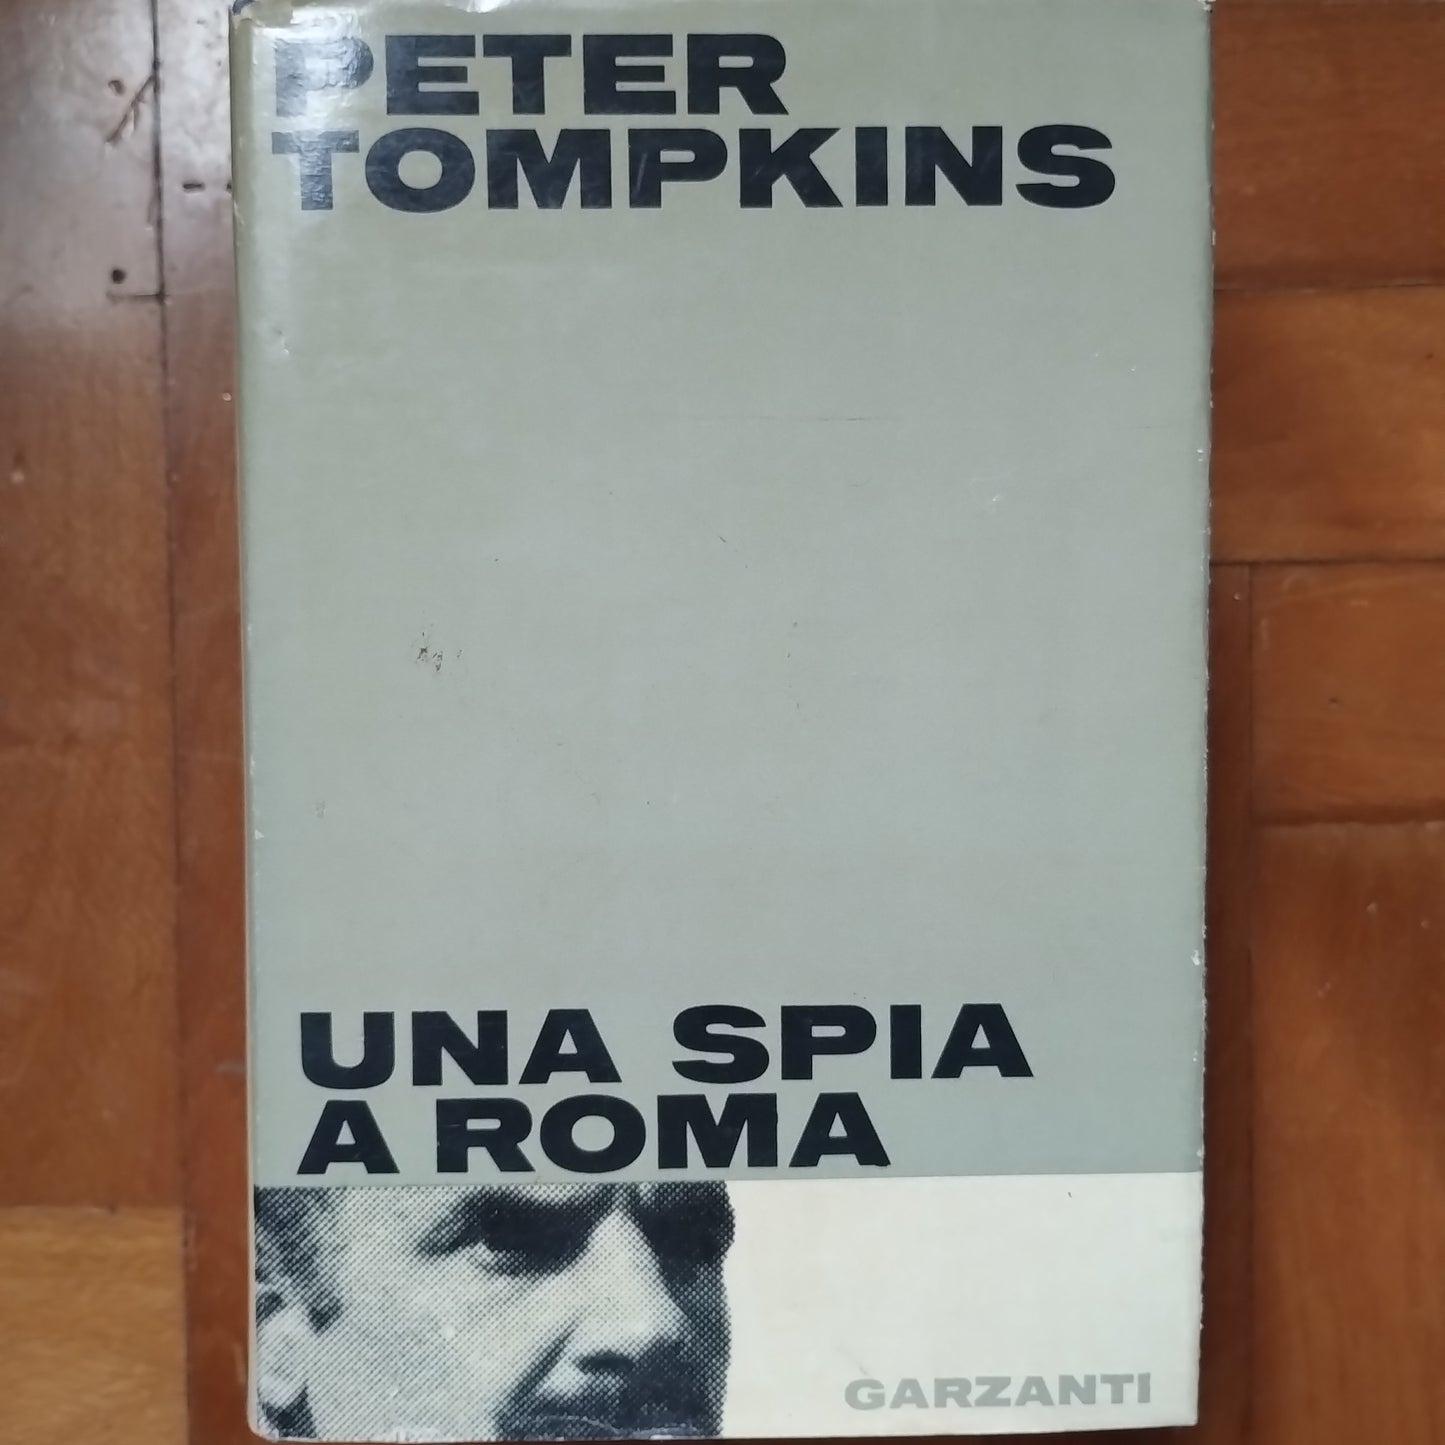 PETER
TOMPKINS
UNA SPIA
A ROMA
GARZANTI